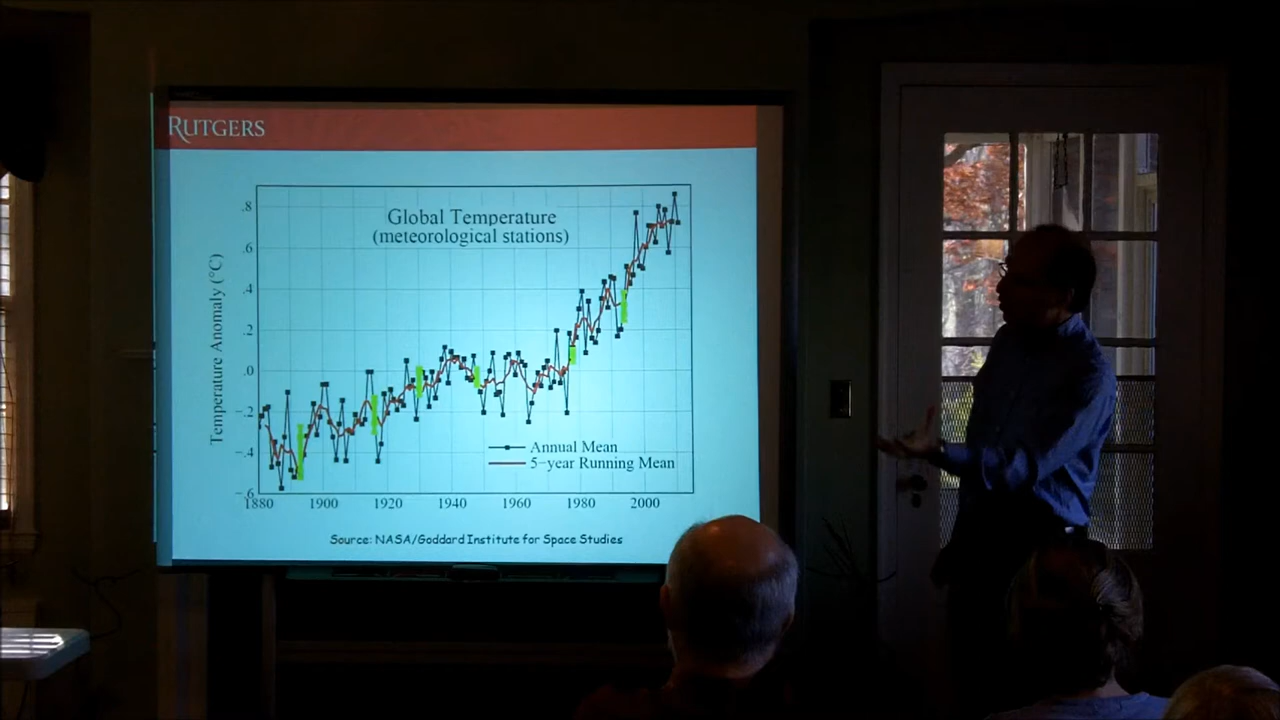 RUTGERS
Global Temperature
(meteorological stations)
Temperature Anomaly (°C)
.8
.6
.4
.2
.0
−.2
−.4
−.6
Annual Mean
5−year Running Mean
1880 1900 1920 1940 1960 1980 2000
Source: NASA/Goddard Institute for Space Studies